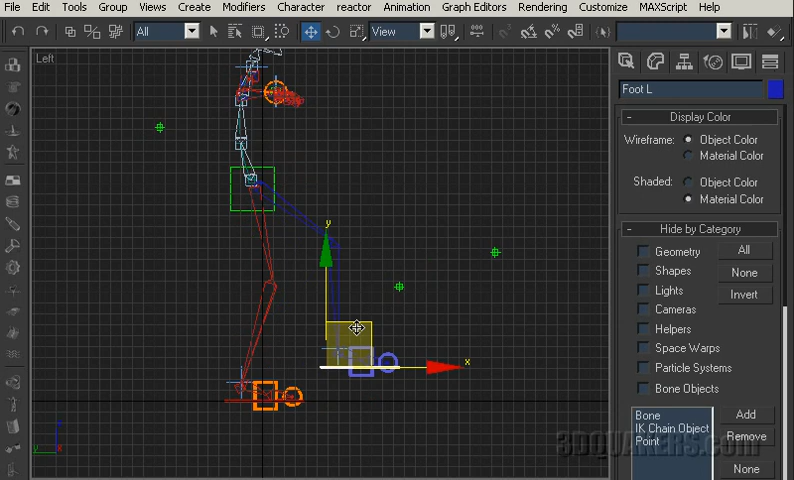 File Edit Tools Group Views Create Modifiers Character reactor Animation Graph Editors Rendering Customize MAXScript Help
All View
Left
Foot L
Display Color
Wireframe: Object Color
Material Color
Shaded: Object Color
Material Color
Hide by Category
Geometry All
Shapes None
Lights Invert
Cameras
Helpers
Space Warps
Particle Systems
Bone Objects
Bone Add
IK Chain Object Remove
Point
None
y
x
y x
3DQUAKERS.com